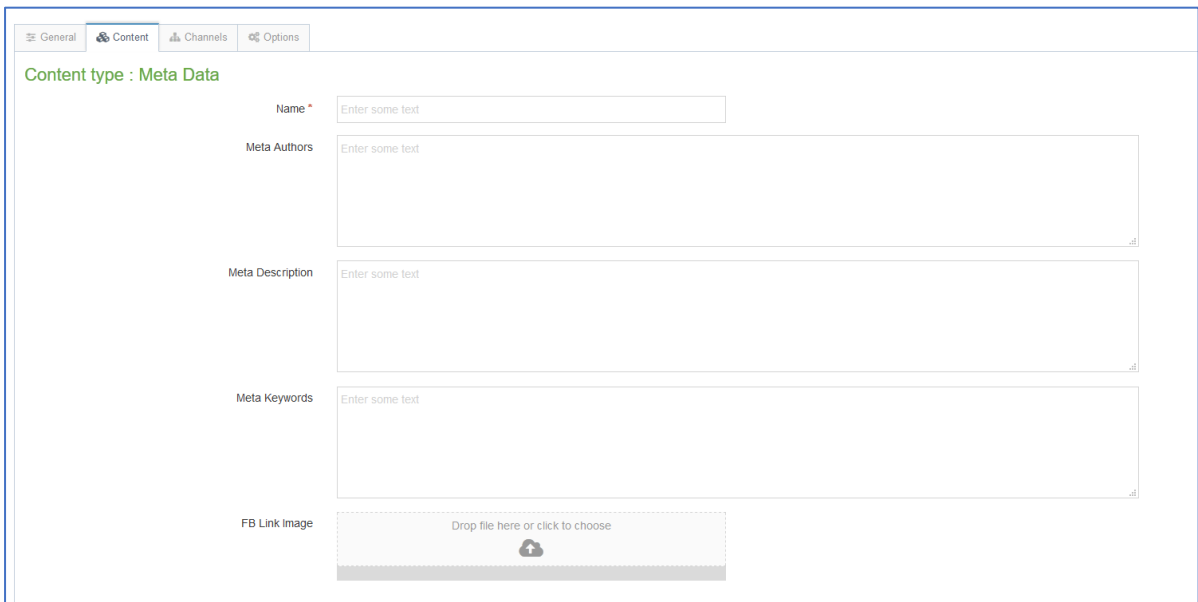 General Content Channels Options
Content type : Meta Data
Name * Enter some text
Meta Authors Enter some text
Meta Description Enter some text
Meta Keywords Enter some text
FB Link Image Drop file here or click to choose